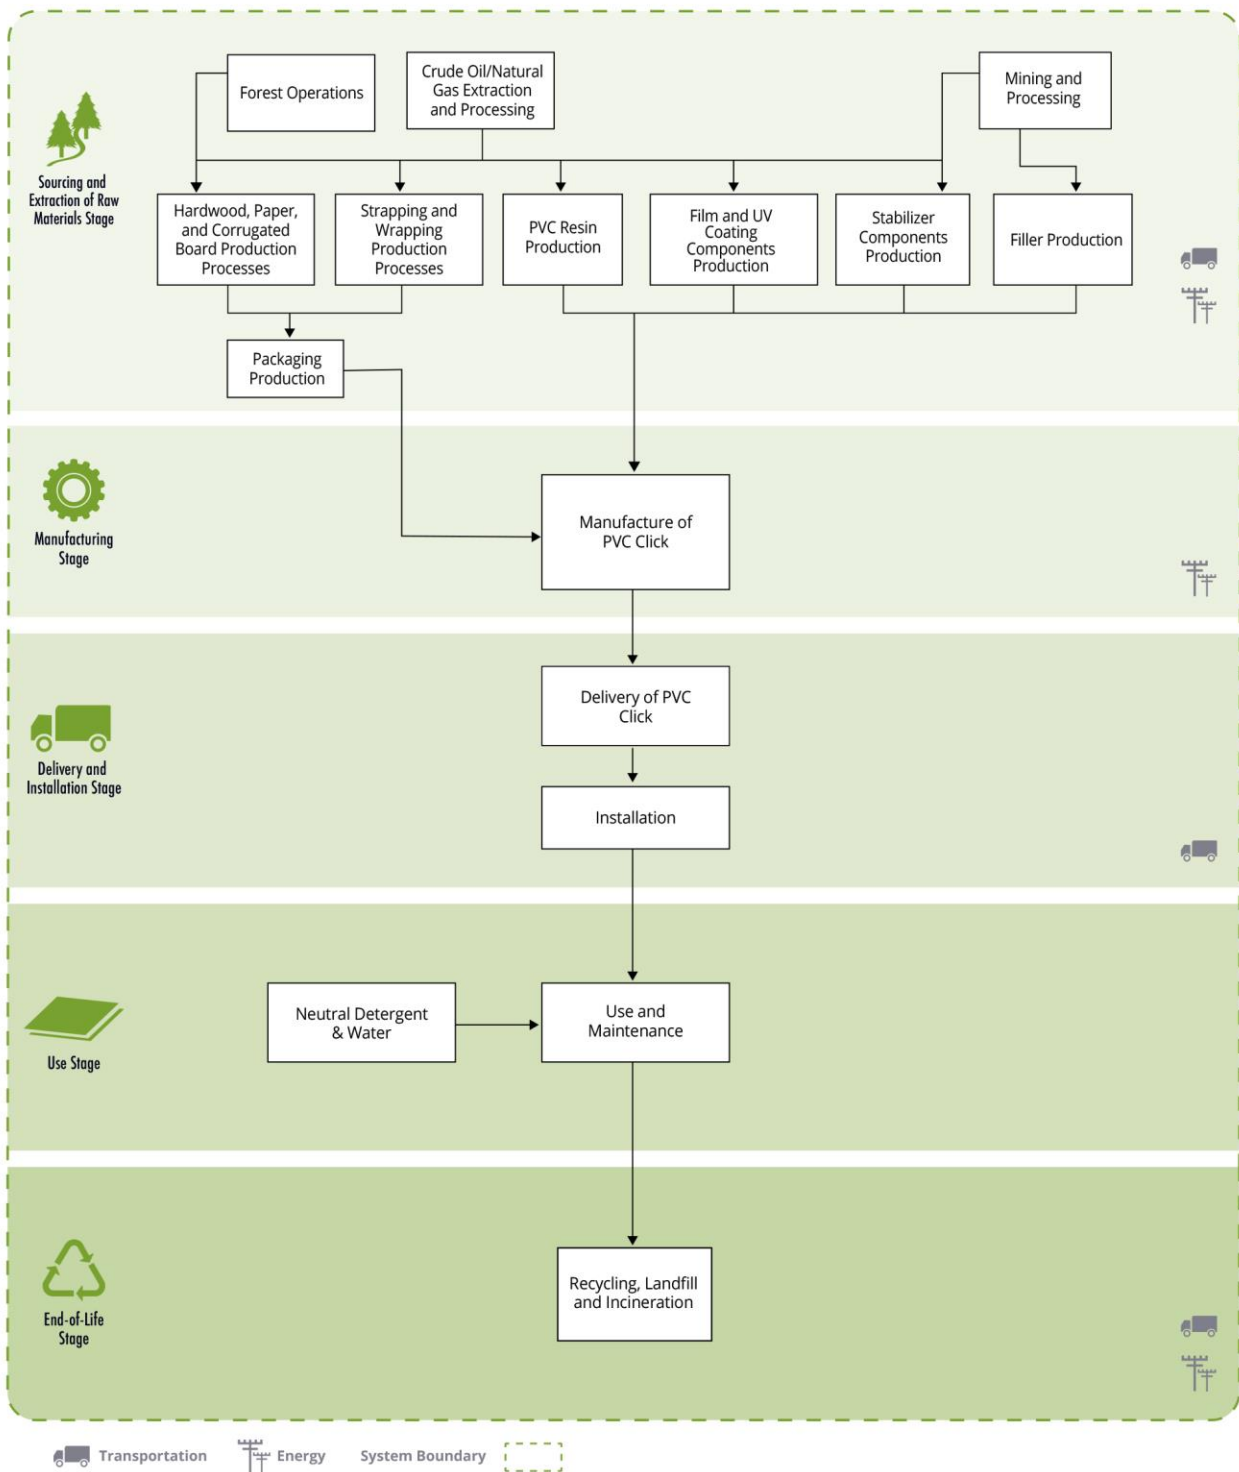 Forest Operations
Crude Oil/Natural
Gas Extraction
and Processing
Mining and
Processing
Sourcing and
Extraction of Raw
Materials Stage
Hardwood, Paper,
and Corrugated
Board Production
Processes
Strapping and
Wrapping
Production
Processes
PVC Resin
Production
Film and UV
Coating
Components
Production
Stabilizer
Components
Production
Filler Production
Packaging
Production
Manufacturing
Stage
Manufacture of
PVC Click
Delivery and
Installation Stage
Delivery of PVC
Click
Installation
Use Stage
Neutral Detergent
& Water
Use and
Maintenance
End-of-Life
Stage
Recycling, Landfill
and Incineration
Transportation
Energy
System Boundary